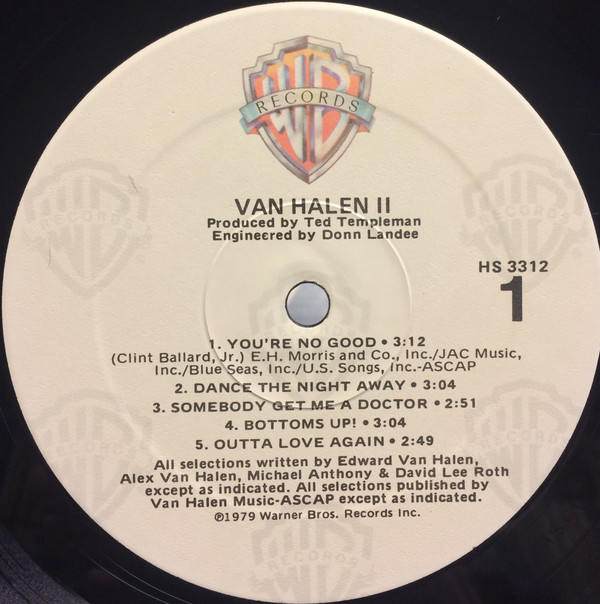 WB
RECORDS
VAN HALEN II
Produced by Ted Templeman
Engineered by Donn Landee
HS 3312
1
1. YOU'RE NO GOOD • 3:12
(Clint Ballard, Jr.) E.H. Morris and Co., Inc./JAC Music,
Inc./Blue Seas, Inc./U.S. Songs, Inc.-ASCAP
2. DANCE THE NIGHT AWAY • 3:04
3. SOMEBODY GET ME A DOCTOR • 2:51
4. BOTTOMS UP! • 3:04
5. OUTTA LOVE AGAIN • 2:49
All selections written by Edward Van Halen,
Alex Van Halen, Michael Anthony & David Lee Roth
except as indicated. All selections published by
Van Halen Music-ASCAP except as indicated.
℗1979 Warner Bros. Records Inc.